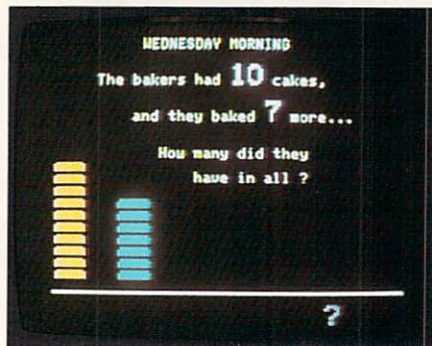 WEDNESDAY MORNING
The bakers had 10 cakes,
and they baked 7 more...
How many did they
have in all ?
?